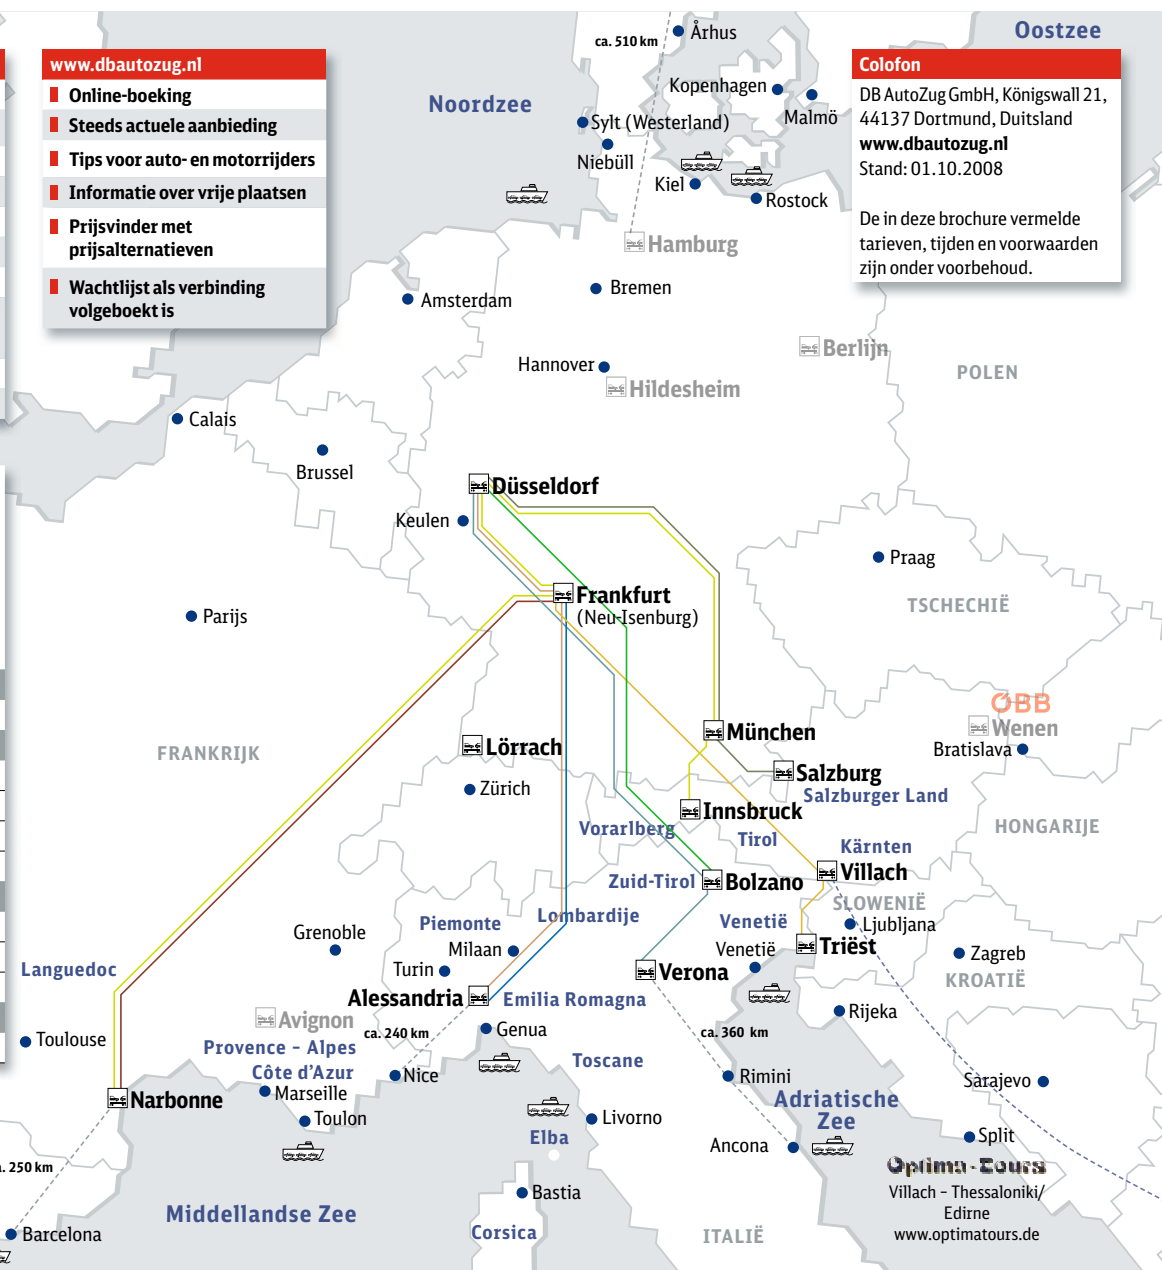 www.dbautozug.nl
Online-boeking
Steeds actuele aanbieding
Tips voor auto- en motorrijders
Informatie over vrije plaatsen
Prijsvinder met
prijsalternatieven
Wachtlijst als verbinding
volgeboekt is
Colofon
DB AutoZug GmbH, Königswall 21,
44137 Dortmund, Duitsland
www.dbautozug.nl
Stand: 01.10.2008
De in deze brochure vermelde
tarieven, tijden en voorwaarden
zijn onder voorbehoud.
Oostzee
Århus
ca. 510 km
Noordzee
Kopenhagen
Malmö
Sylt (Westerland)
Niebüll
Kiel
Rostock
Hamburg
Bremen
Amsterdam
Berlijn
Hannover
Hildesheim
POLEN
Calais
Brussel
Düsseldorf
Keulen
Praag
Frankfurt
(Neu-Isenburg)
TSCHECHIË
Parijs
ÖBB
Wenen
Bratislava
München
Lörrach
FRANKRIJK
Salzburg
Salzburger Land
Zürich
Innsbruck
Vorarlberg
Tirol
HONGARIJE
Kärnten
Villach
Zuid-Tirol
Bolzano
SLOWENIË
Ljubljana
Lombardije
Piemonte
Venetië
Grenoble
Milaan
Venetië
Triëst
Zagreb
Turin
Verona
KROATIË
Languedoc
Alessandria
Emilia Romagna
Rijeka
Avignon
ca. 240 km
Genua
ca. 360 km
Toulouse
Provence – Alpes
Côte d’Azur
Toscane
Nice
Rimini
Sarajevo
Marseille
Narbonne
Toulon
Livorno
Adriatische
Zee
Elba
Ancona
Split
. 250 km
Optima-Tours
Villach – Thessaloniki/
Edirne
www.optimatours.de
Bastia
Middellandse Zee
Corsica
ITALIË
Barcelona